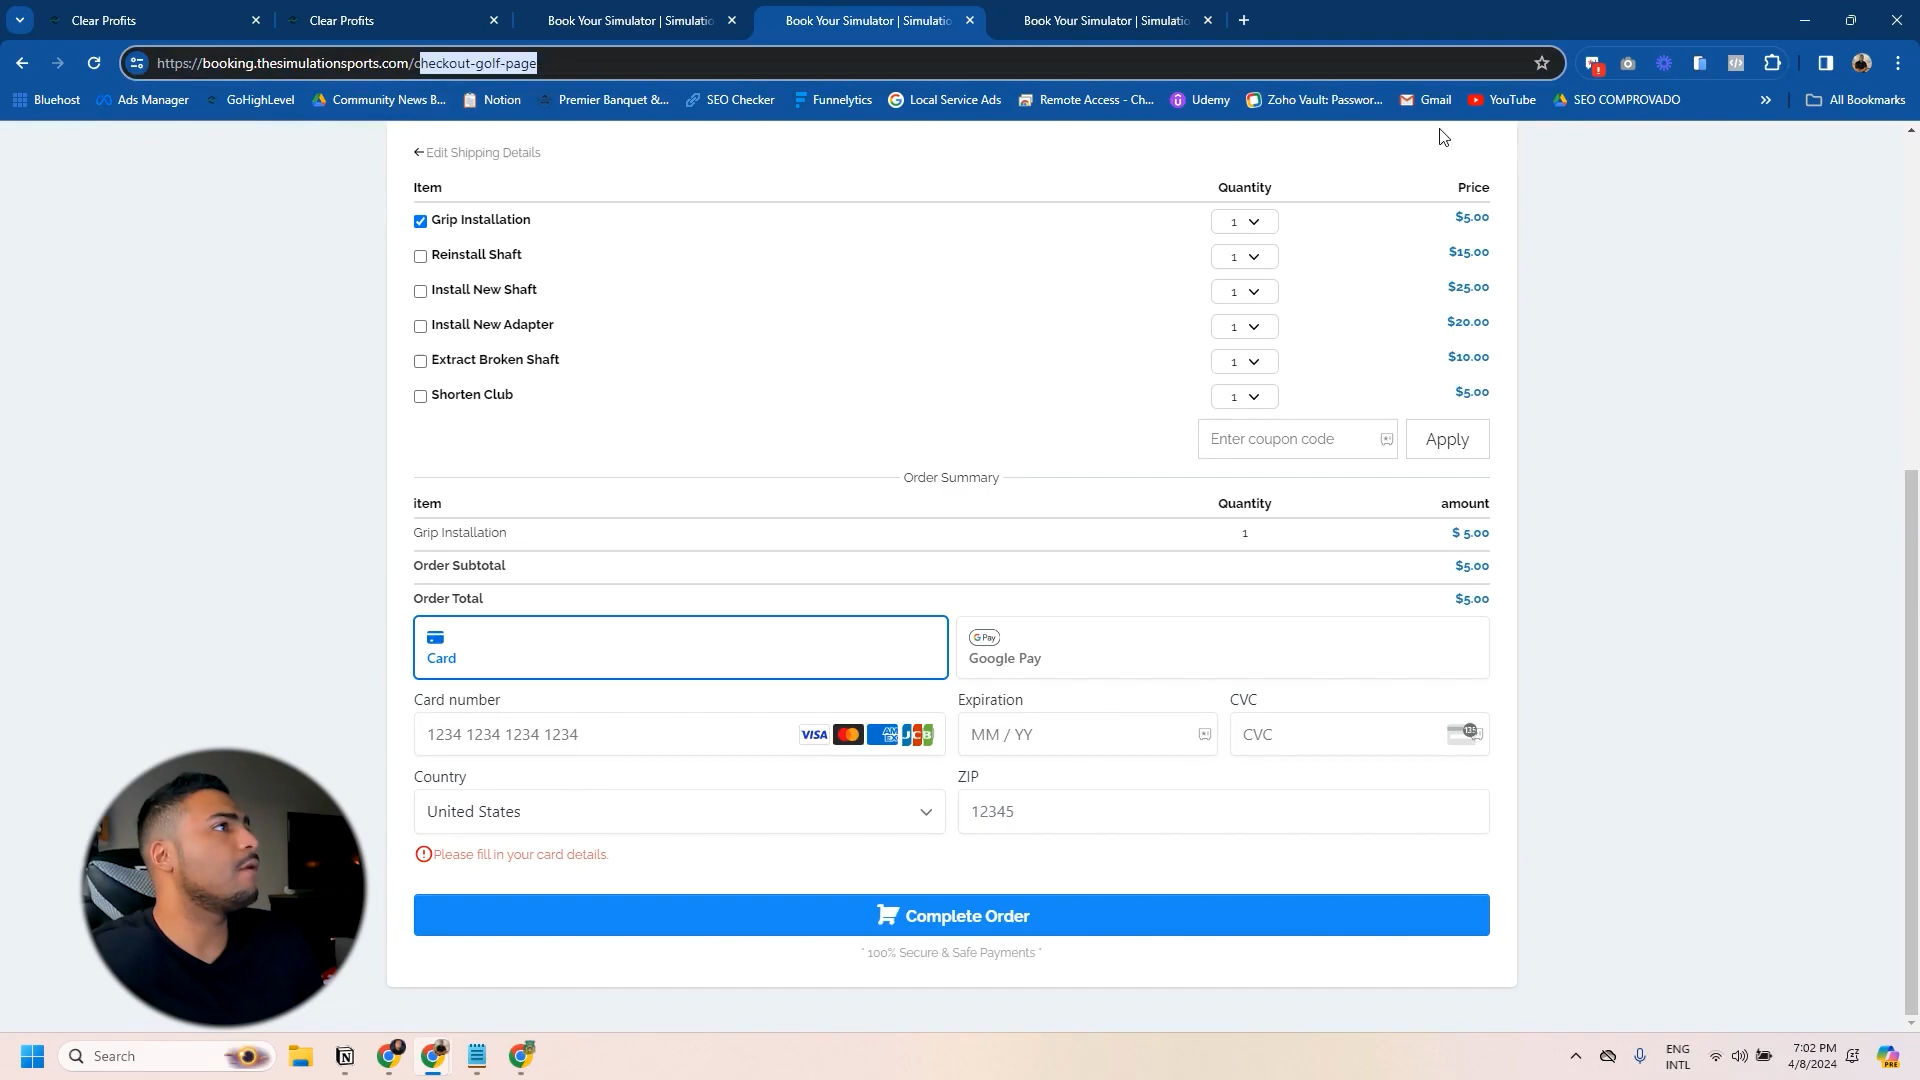 Clear Profits
Clear Profits
Book Your Simulator | Simulatio
Book Your Simulator | Simulatio
Book Your Simulator | Simulatio
https://booking.thesimulationsports.com/checkout-golf-page
Bluehost
Ads Manager
GoHighLevel
Community News B...
Notion
Premier Banquet &...
SEO Checker
Funnelytics
Local Service Ads
Remote Access - Ch...
Udemy
Zoho Vault: Passwor...
Gmail
YouTube
SEO COMPROVADO
All Bookmarks
Edit Shipping Details
Item Quantity Price
Grip Installation 1 $5.00
Reinstall Shaft 1 $15.00
Install New Shaft 1 $25.00
Install New Adapter 1 $20.00
Extract Broken Shaft 1 $10.00
Shorten Club 1 $5.00
Enter coupon code Apply
Order Summary
item Quantity amount
Grip Installation 1 $ 5.00
Order Subtotal $5.00
Order Total $5.00
G Pay
Card Google Pay
Card number Expiration CVC
1234 1234 1234 1234 VISA AM EX JCB MM / YY CVC 135
Country ZIP
United States 12345
Please fill in your card details.
Complete Order
* 100% Secure & Safe Payments *
Search
ENG
INTL
7:02 PM
4/8/2024
PRE